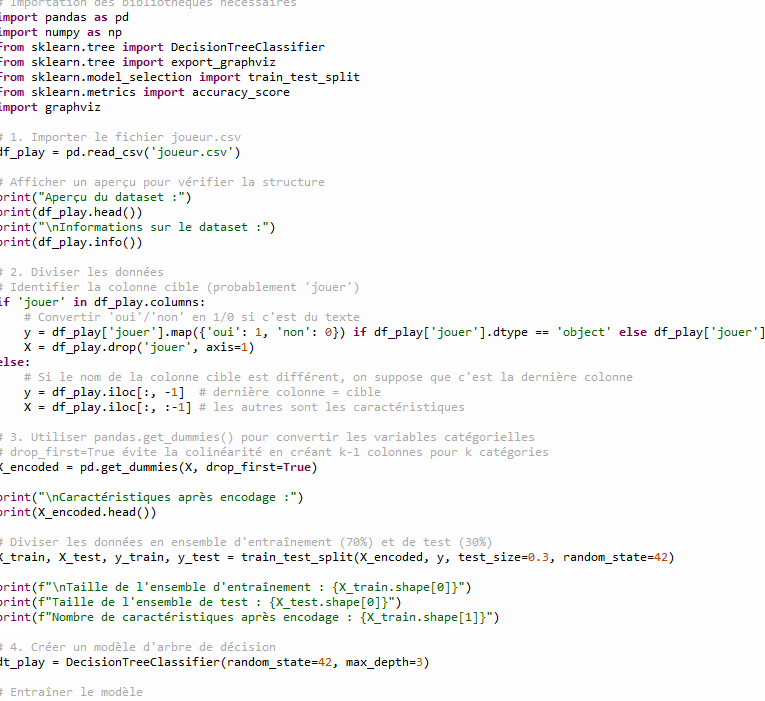 # Importation des bibliothèques nécessaires
import pandas as pd
import numpy as np
from sklearn.tree import DecisionTreeClassifier
from sklearn.tree import export_graphviz
from sklearn.model_selection import train_test_split
from sklearn.metrics import accuracy_score
import graphviz

# 1. Importer le fichier joueur.csv
df_play = pd.read_csv('joueur.csv')

# Afficher un aperçu pour vérifier la structure
print("Aperçu du dataset :")
print(df_play.head())
print("\nInformations sur le dataset :")
print(df_play.info())

# 2. Diviser les données
# Identifier la colonne cible (probablement 'jouer')
if 'jouer' in df_play.columns:
    # Convertir 'oui'/'non' en 1/0 si c'est du texte
    y = df_play['jouer'].map({'oui': 1, 'non': 0}) if df_play['jouer'].dtype == 'object' else df_play['jouer']
    X = df_play.drop('jouer', axis=1)
else:
    # Si le nom de la colonne cible est différent, on suppose que c'est la dernière colonne
    y = df_play.iloc[:, -1]  # dernière colonne = cible
    X = df_play.iloc[:, :-1] # les autres sont les caractéristiques

# 3. Utiliser pandas.get_dummies() pour convertir les variables catégorielles
# drop_first=True évite la colinéarité en créant k-1 colonnes pour k catégories
X_encoded = pd.get_dummies(X, drop_first=True)

print("\nCaractéristiques après encodage :")
print(X_encoded.head())

# Diviser les données en ensemble d'entraînement (70%) et de test (30%)
X_train, X_test, y_train, y_test = train_test_split(X_encoded, y, test_size=0.3, random_state=42)

print(f"\nTaille de l'ensemble d'entraînement : {X_train.shape[0]}")
print(f"Taille de l'ensemble de test : {X_test.shape[0]}")
print(f"Nombre de caractéristiques après encodage : {X_train.shape[1]}")

# 4. Créer un modèle d'arbre de décision
dt_play = DecisionTreeClassifier(random_state=42, max_depth=3)

# Entraîner le modèle